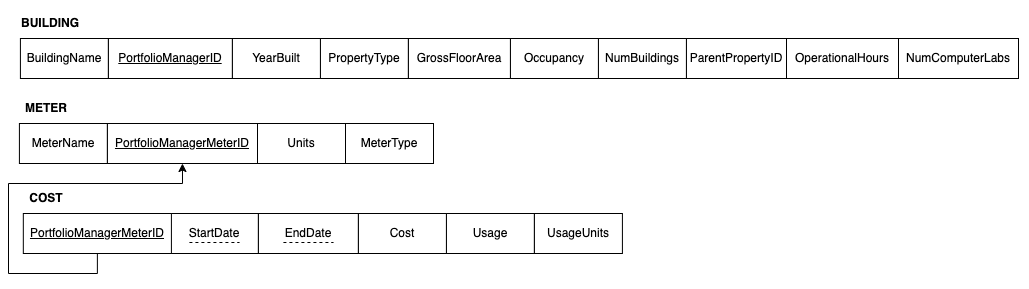 BUILDING
BuildingName PortfolioManagerID YearBuilt PropertyType GrossFloorArea Occupancy NumBuildings ParentPropertyID OperationalHours NumComputerLabs
METER
MeterName PortfolioManagerMeterID Units MeterType
COST
PortfolioManagerMeterID StartDate EndDate Cost Usage UsageUnits